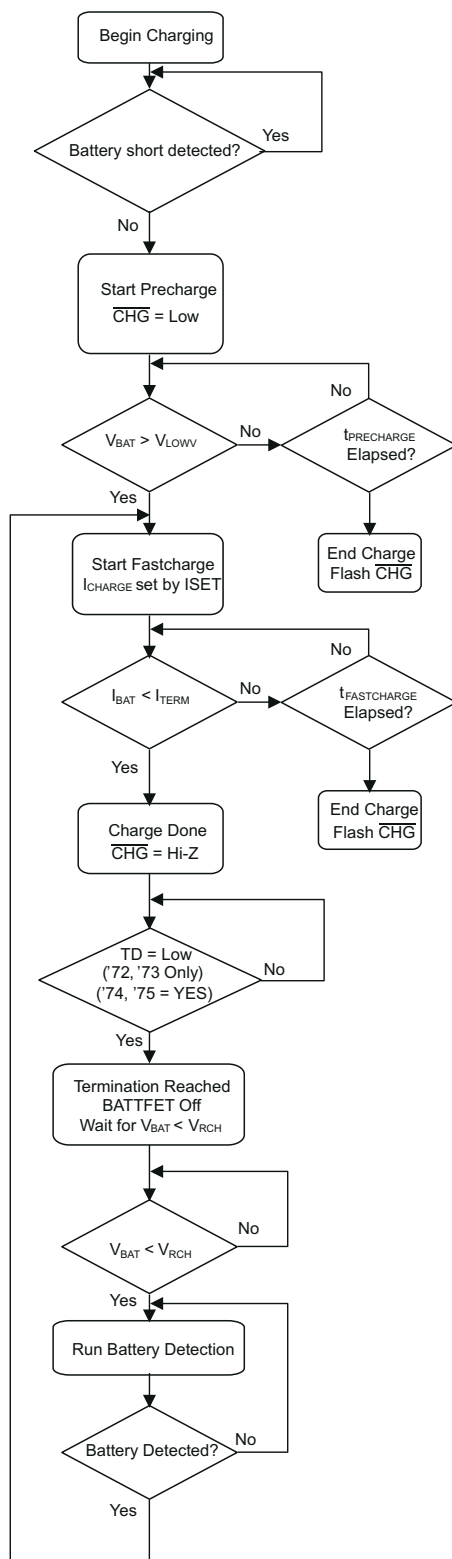 Begin Charging
Yes
Battery short detected?
No
Start Precharge
CHG = Low
No
VBAT > VLOWV
No
tPRECHARGE
Elapsed?
Yes
Start Fastcharge
ICHARGE set by ISET
End Charge
Flash CHG
No
IBAT < ITERM
No
tFASTCHARGE
Elapsed?
Yes
Charge Done
CHG = Hi-Z
End Charge
Flash CHG
TD = Low
('72, '73 Only)
('74, '75 = YES)
No
Yes
Termination Reached
BATTFET Off
Wait for VBAT < VRCH
No
VBAT < VRCH
Yes
Run Battery Detection
No
Battery Detected?
Yes